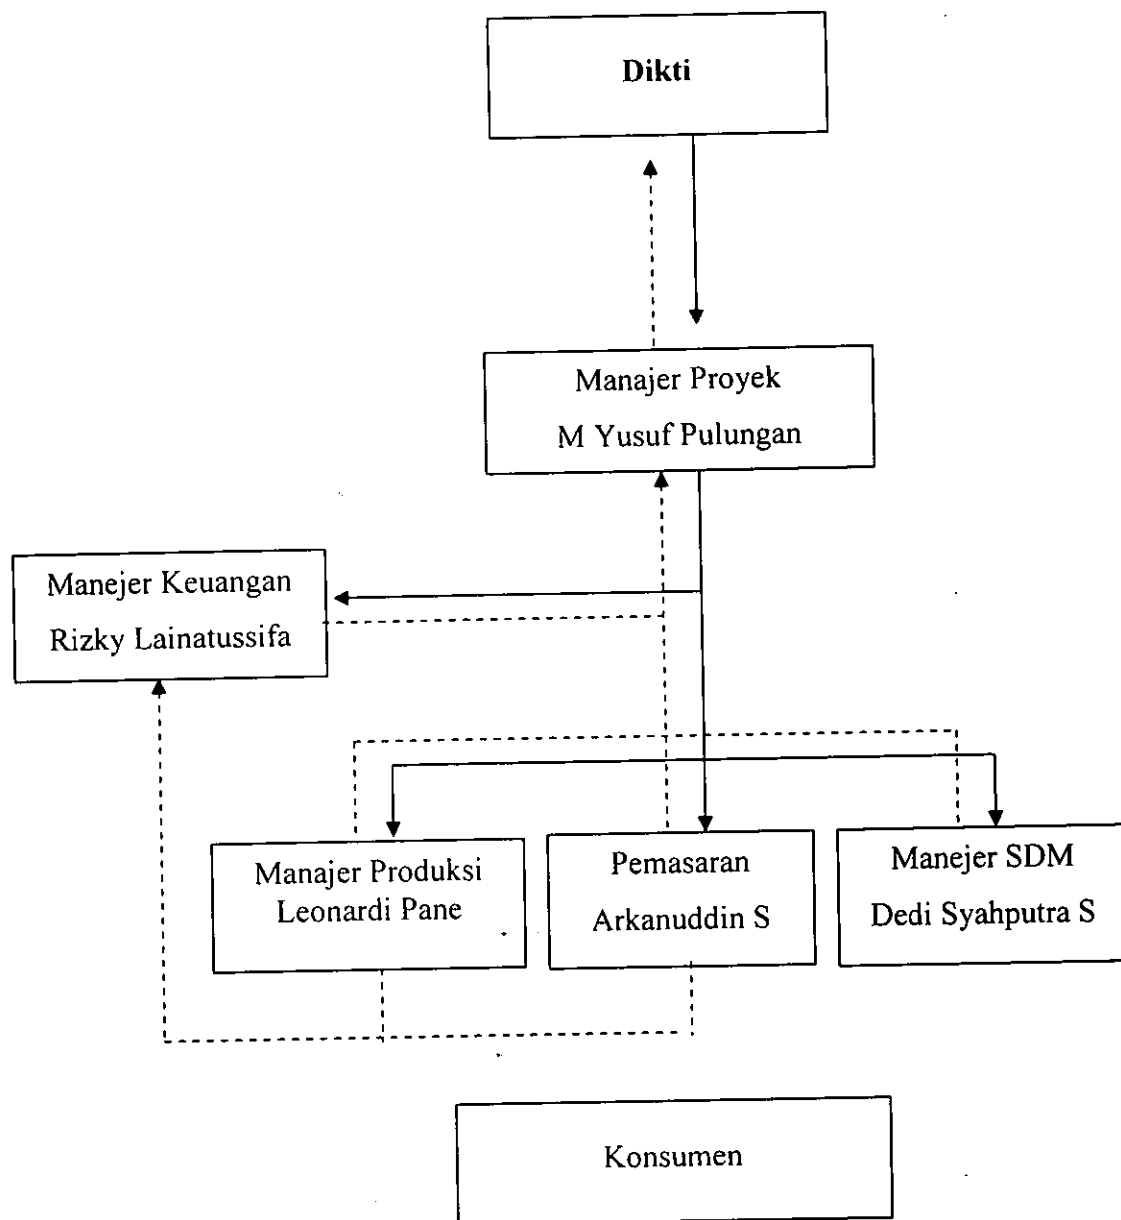 Dikti
Manajer Proyek
M Yusuf Pulungan
Manejer Keuangan
Rizky Lainatussifa
Manajer Produksi
Leonardi Pane
Pemasaran
Arkanuddin S
Manejer SDM
Dedi Syahputra S
Konsumen